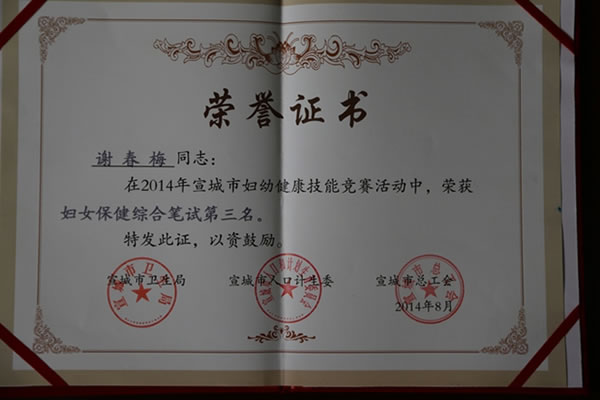 荣誉证书
谢春梅 同志：
在2014年宣城市妇幼健康技能竞赛活动中，荣获
妇女保健综合笔试第三名。
特发此证，以资鼓励。
宣城市卫生局 宣城市人口计生委 宣城市总工会
2014年8月